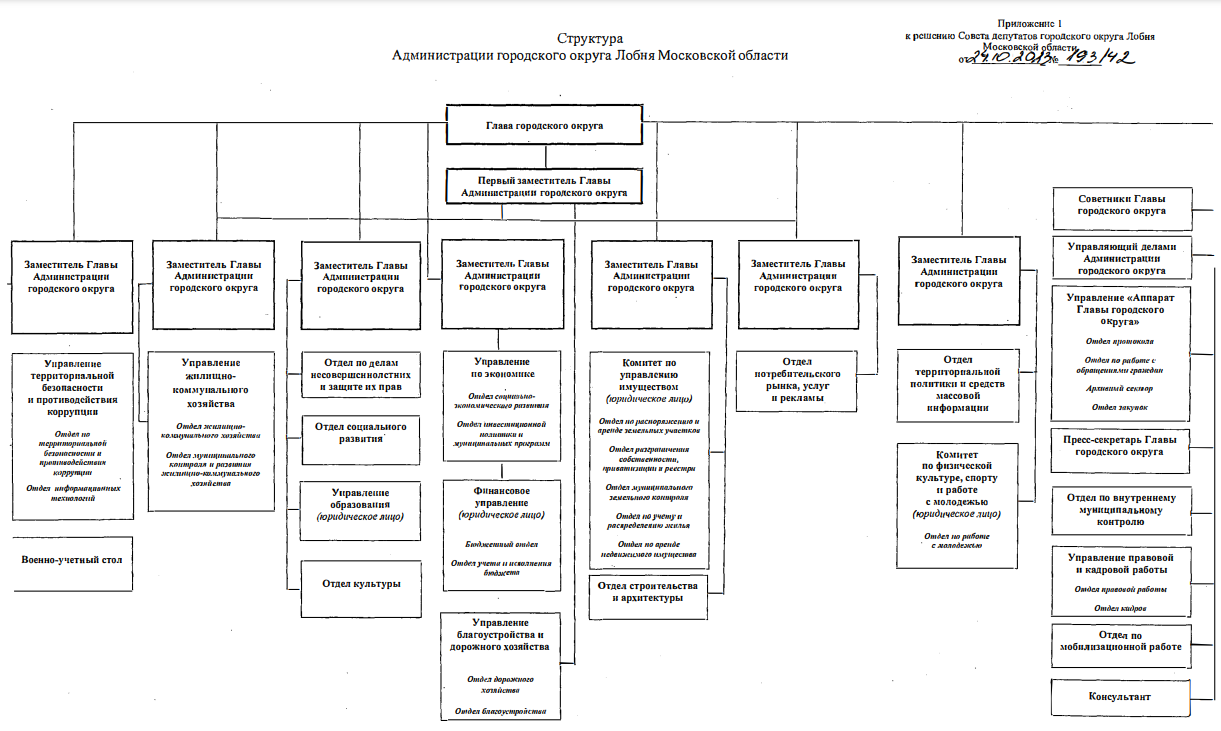 Приложение 1
к решению Совета депутатов городского округа Лобня
Московской области
от 24.10.2013 № 193/42
Структура
Администрации городского округа Лобня Московской области
Глава городского округа
Первый заместитель Главы
Администрации городского округа
Заместитель Главы
Администрации
городского округа
Управление
территориальной
безопасности
и противодействия
коррупции
Отдел по
территориальной
безопасности и
противодействия
коррупции
Отдел информационных
технологий
Военно-учетный стол
Заместитель Главы
Администрации
городского округа
Управление
жилищно-
коммунального
хозяйства
Отдел жилищно-
коммунального хозяйства
Отдел муниципального
контроля и развития
жилищно-коммунального
хозяйства
Заместитель Главы
Администрации
городского округа
Отдел по делам
несовершеннолетних
и защите их прав
Отдел социального
развития
Управление
образования
(юридическое лицо)
Отдел культуры
Заместитель Главы
Администрации
городского округа
Управление
по экономике
Отдел социально-
экономического развития
Отдел инвестиционной
политики и
муниципальных программ
Финансовое
управление
(юридическое лицо)
Бюджетный отдел
Отдел учета и исполнения
бюджета
Управление
благоустройства и
дорожного хозяйства
Отдел дорожного
хозяйства
Отдел благоустройства
Заместитель Главы
Администрации
городского округа
Комитет по
управлению
имуществом
(юридическое лицо)
Отдел по распоряжению и
аренде земельных участков
Отдел разграничения
собственности,
приватизации и реестра
Отдел муниципального
земельного контроля
Отдел по учету и
распределению жилья
Отдел по аренде
недвижимого имущества
Отдел строительства
и архитектуры
Заместитель Главы
Администрации
городского округа
Отдел
потребительского
рынка, услуг
и рекламы
Заместитель Главы
Администрации
городского округа
Отдел
территориальной
политики и средств
массовой
информации
Комитет
по физической
культуре, спорту
и работе
с молодежью
(юридическое лицо)
Отдел по работе
с молодежью
Советники Главы
городского округа
Управляющий делами
Администрации
городского округа
Управление «Аппарат
Главы городского
округа»
Отдел протокола
Отдел по работе с
обращениями граждан
Архивный сектор
Отдел закупок
Пресс-секретарь Главы
городского округа
Отдел по внутреннему
муниципальному
контролю
Управление правовой
и кадровой работы
Отдел правовой работы
Отдел кадров
Отдел по
мобилизационной работе
Консультант